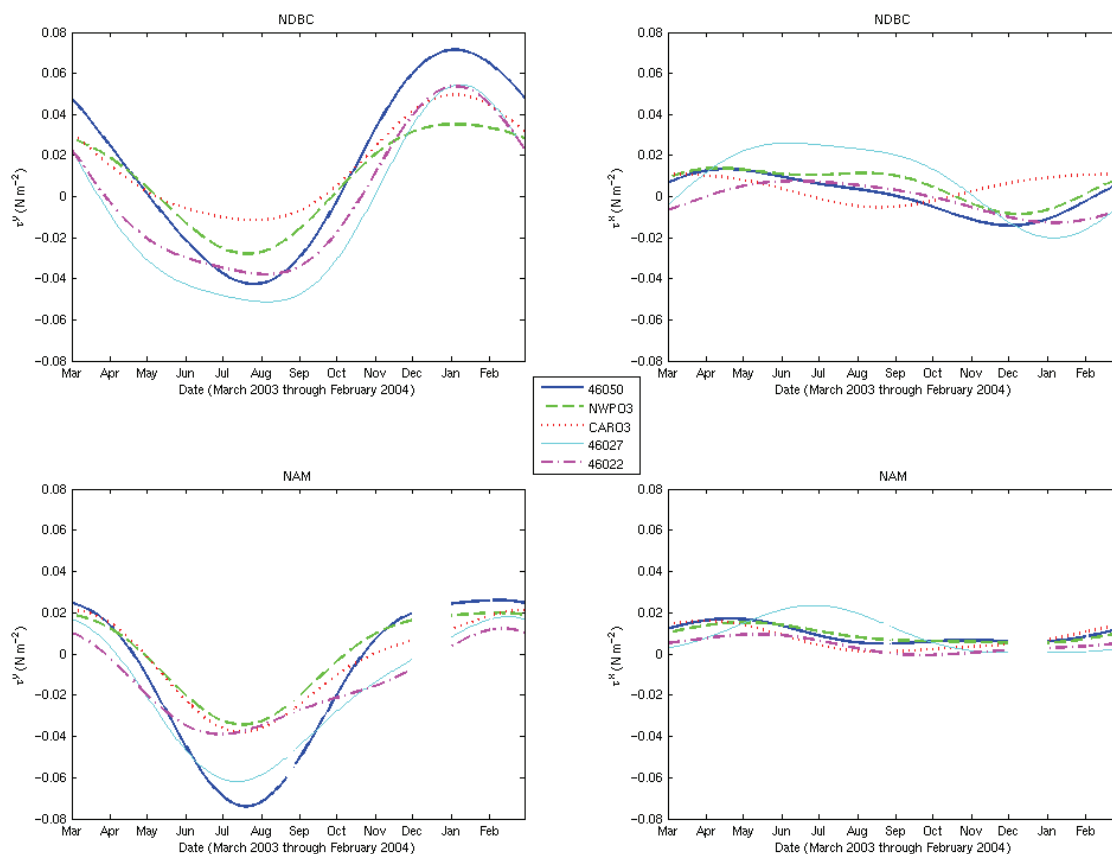 NDBC
0.08
0.06
0.04
0.02
0
−0.02
−0.04
−0.06
−0.08
τʸ (N m⁻²)
Mar Apr May Jun Jul Aug Sep Oct Nov Dec Jan Feb
Date (March 2003 through February 2004)
NDBC
0.08
0.06
0.04
0.02
0
−0.02
−0.04
−0.06
−0.08
τˣ (N m⁻²)
Mar Apr May Jun Jul Aug Sep Oct Nov Dec Jan Feb
Date (March 2003 through February 2004)
46050
NWPO3
CARO3
46027
46022
NAM
0.08
0.06
0.04
0.02
0
−0.02
−0.04
−0.06
−0.08
τʸ (N m⁻²)
Mar Apr May Jun Jul Aug Sep Oct Nov Dec Jan Feb
Date (March 2003 through February 2004)
NAM
0.08
0.06
0.04
0.02
0
−0.02
−0.04
−0.06
−0.08
τˣ (N m⁻²)
Mar Apr May Jun Jul Aug Sep Oct Nov Dec Jan Feb
Date (March 2003 through February 2004)